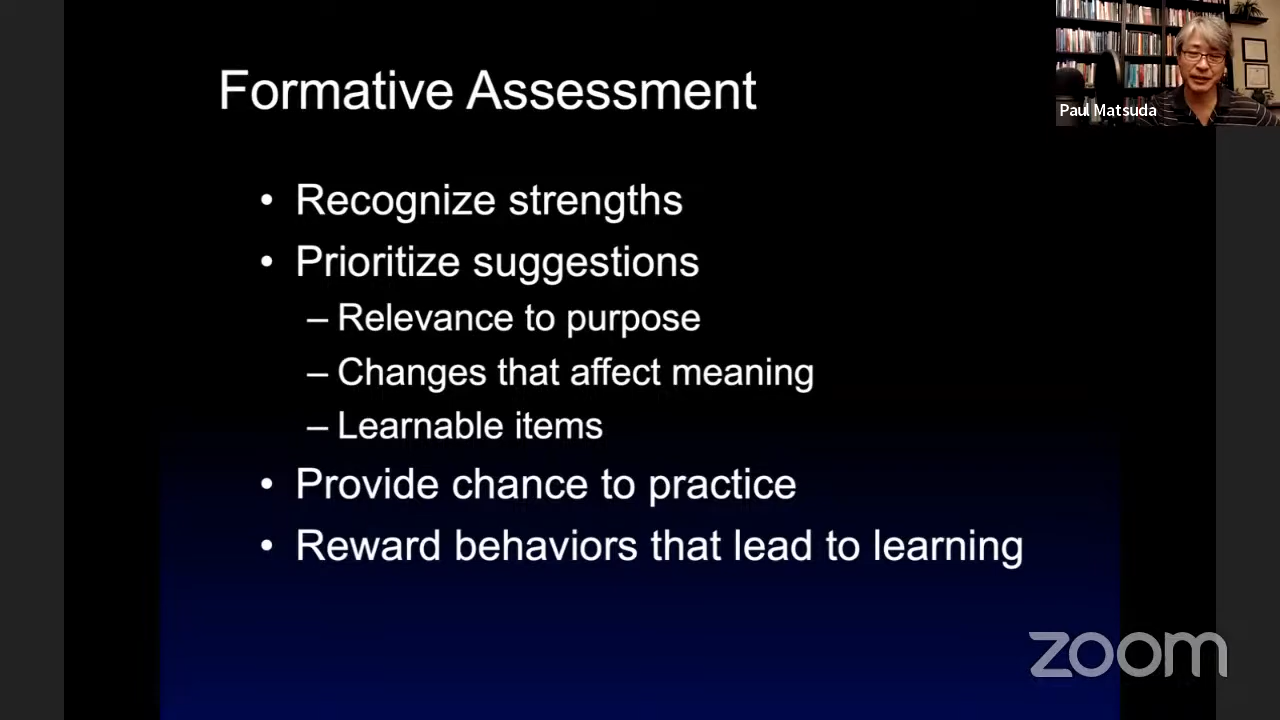 Formative Assessment
Paul Matsuda
• Recognize strengths
• Prioritize suggestions
– Relevance to purpose
– Changes that affect meaning
– Learnable items
• Provide chance to practice
• Reward behaviors that lead to learning
zoom